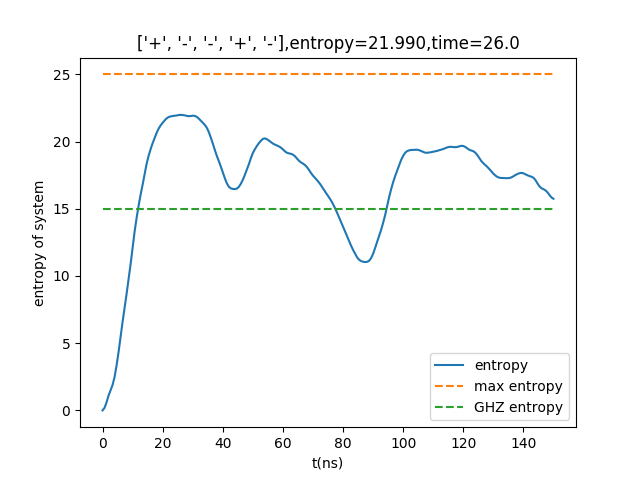 ['+', '-', '-', '+', '-'],entropy=21.990,time=26.0
entropy of system
25
20
15
10
5
0
0 20 40 60 80 100 120 140
t(ns)
entropy
max entropy
GHZ entropy